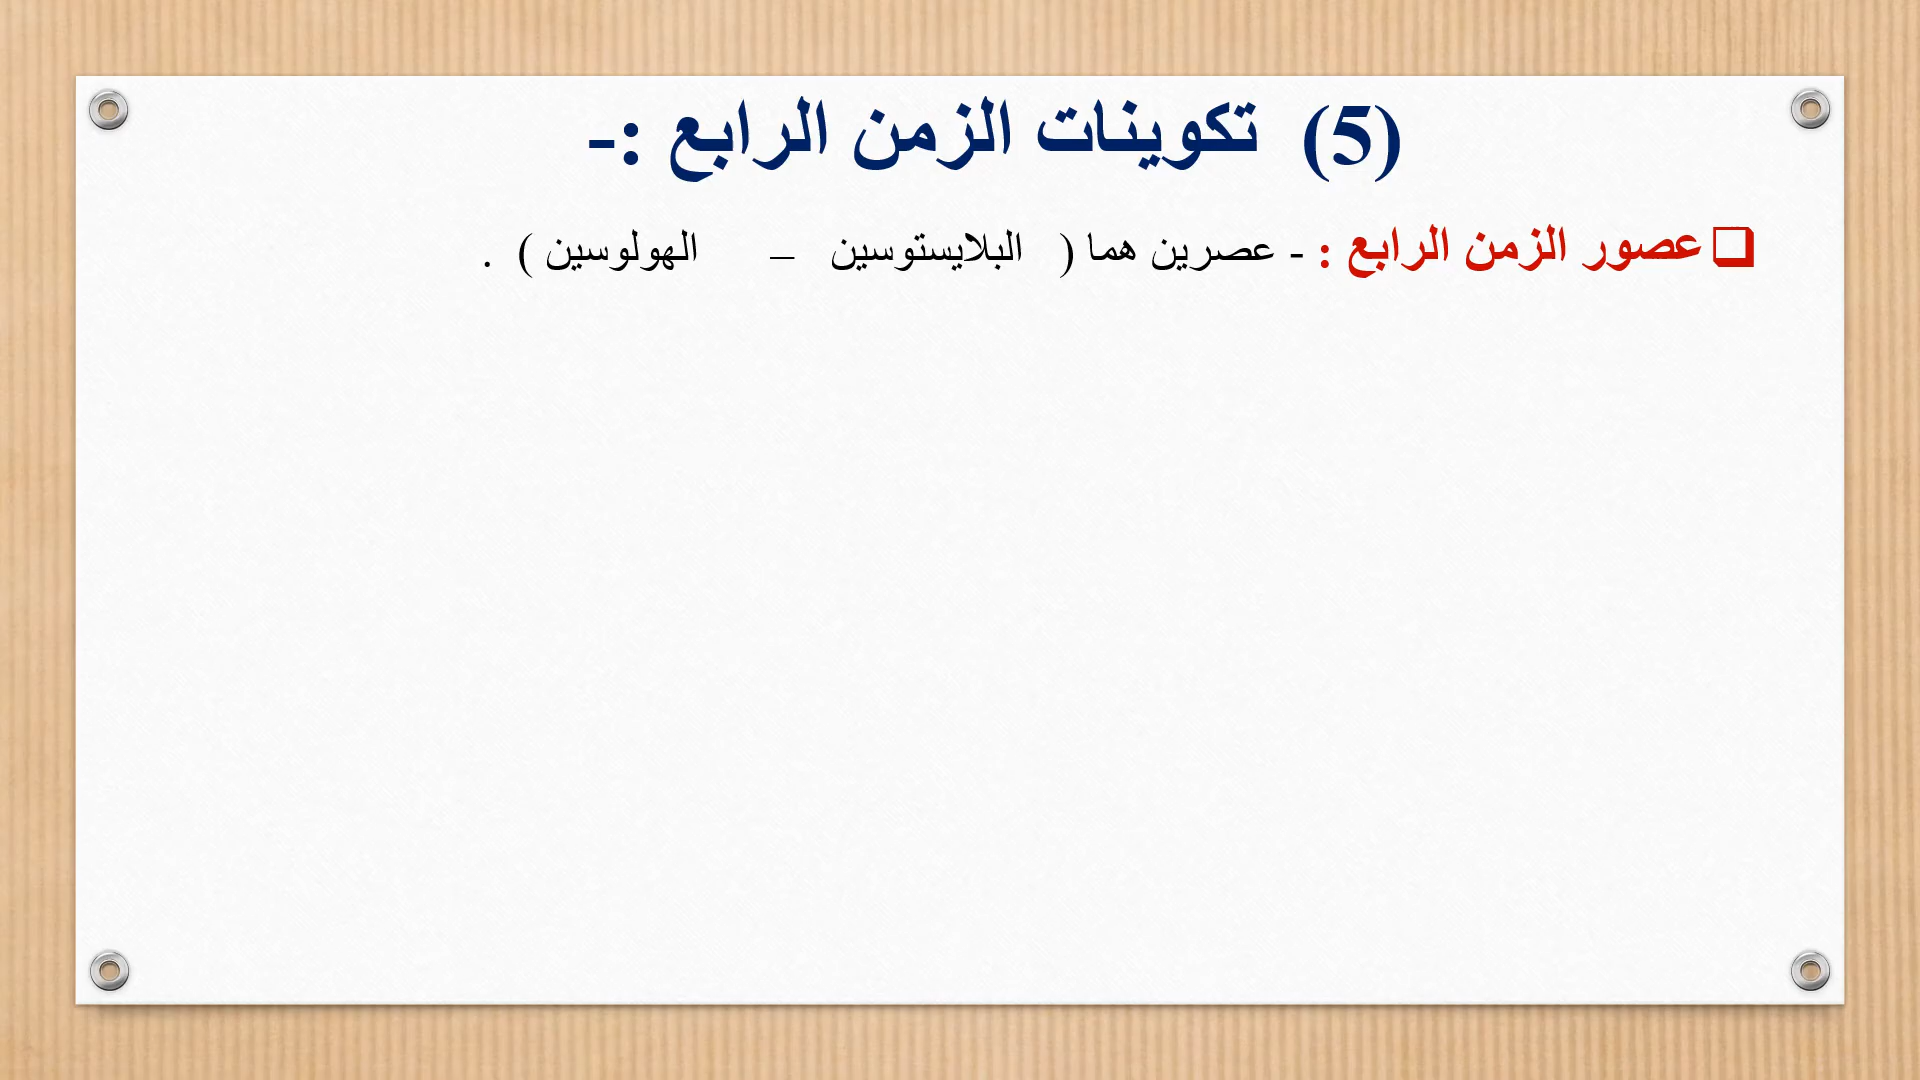 (5) تكوينات الزمن الرابع :-
❑عصور الزمن الرابع : - عصرين هما ( البلايستوسين – الهولوسين ) .